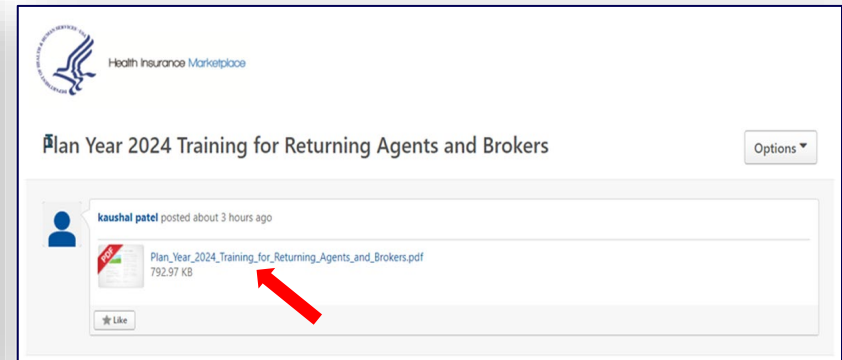 Health Insurance Marketplace
Plan Year 2024 Training for Returning Agents and Brokers
Options
kaushal patel posted about 3 hours ago
PDF
Plan_Year_2024_Training_for_Returning_Agents_and_Brokers.pdf
792.97 KB
Like